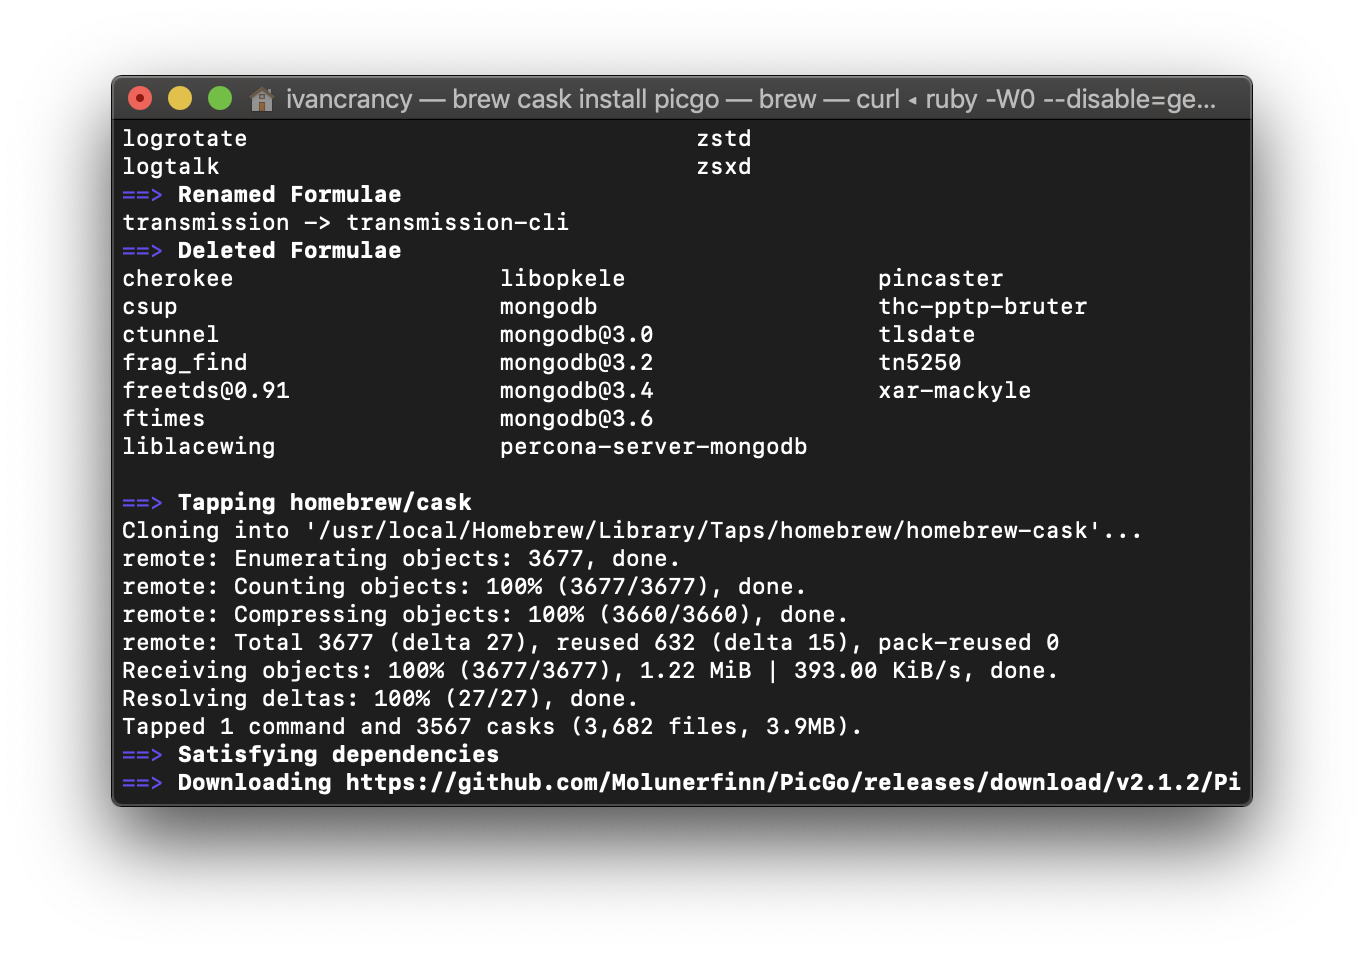 ivancrancy — brew cask install picgo — brew — curl ◂ ruby -W0 --disable=ge...
logrotate zstd
logtalk zsxd
==> Renamed Formulae
transmission -> transmission-cli
==> Deleted Formulae
cherokee libopkele pincaster
csup mongodb thc-pptp-bruter
ctunnel mongodb@3.0 tlsdate
frag_find mongodb@3.2 tn5250
freetds@0.91 mongodb@3.4 xar-mackyle
ftimes mongodb@3.6
liblacewing percona-server-mongodb
==> Tapping homebrew/cask
Cloning into '/usr/local/Homebrew/Library/Taps/homebrew/homebrew-cask'...
remote: Enumerating objects: 3677, done.
remote: Counting objects: 100% (3677/3677), done.
remote: Compressing objects: 100% (3660/3660), done.
remote: Total 3677 (delta 27), reused 632 (delta 15), pack-reused 0
Receiving objects: 100% (3677/3677), 1.22 MiB | 393.00 KiB/s, done.
Resolving deltas: 100% (27/27), done.
Tapped 1 command and 3567 casks (3,682 files, 3.9MB).
==> Satisfying dependencies
==> Downloading https://github.com/Molunerfinn/PicGo/releases/download/v2.1.2/Pi